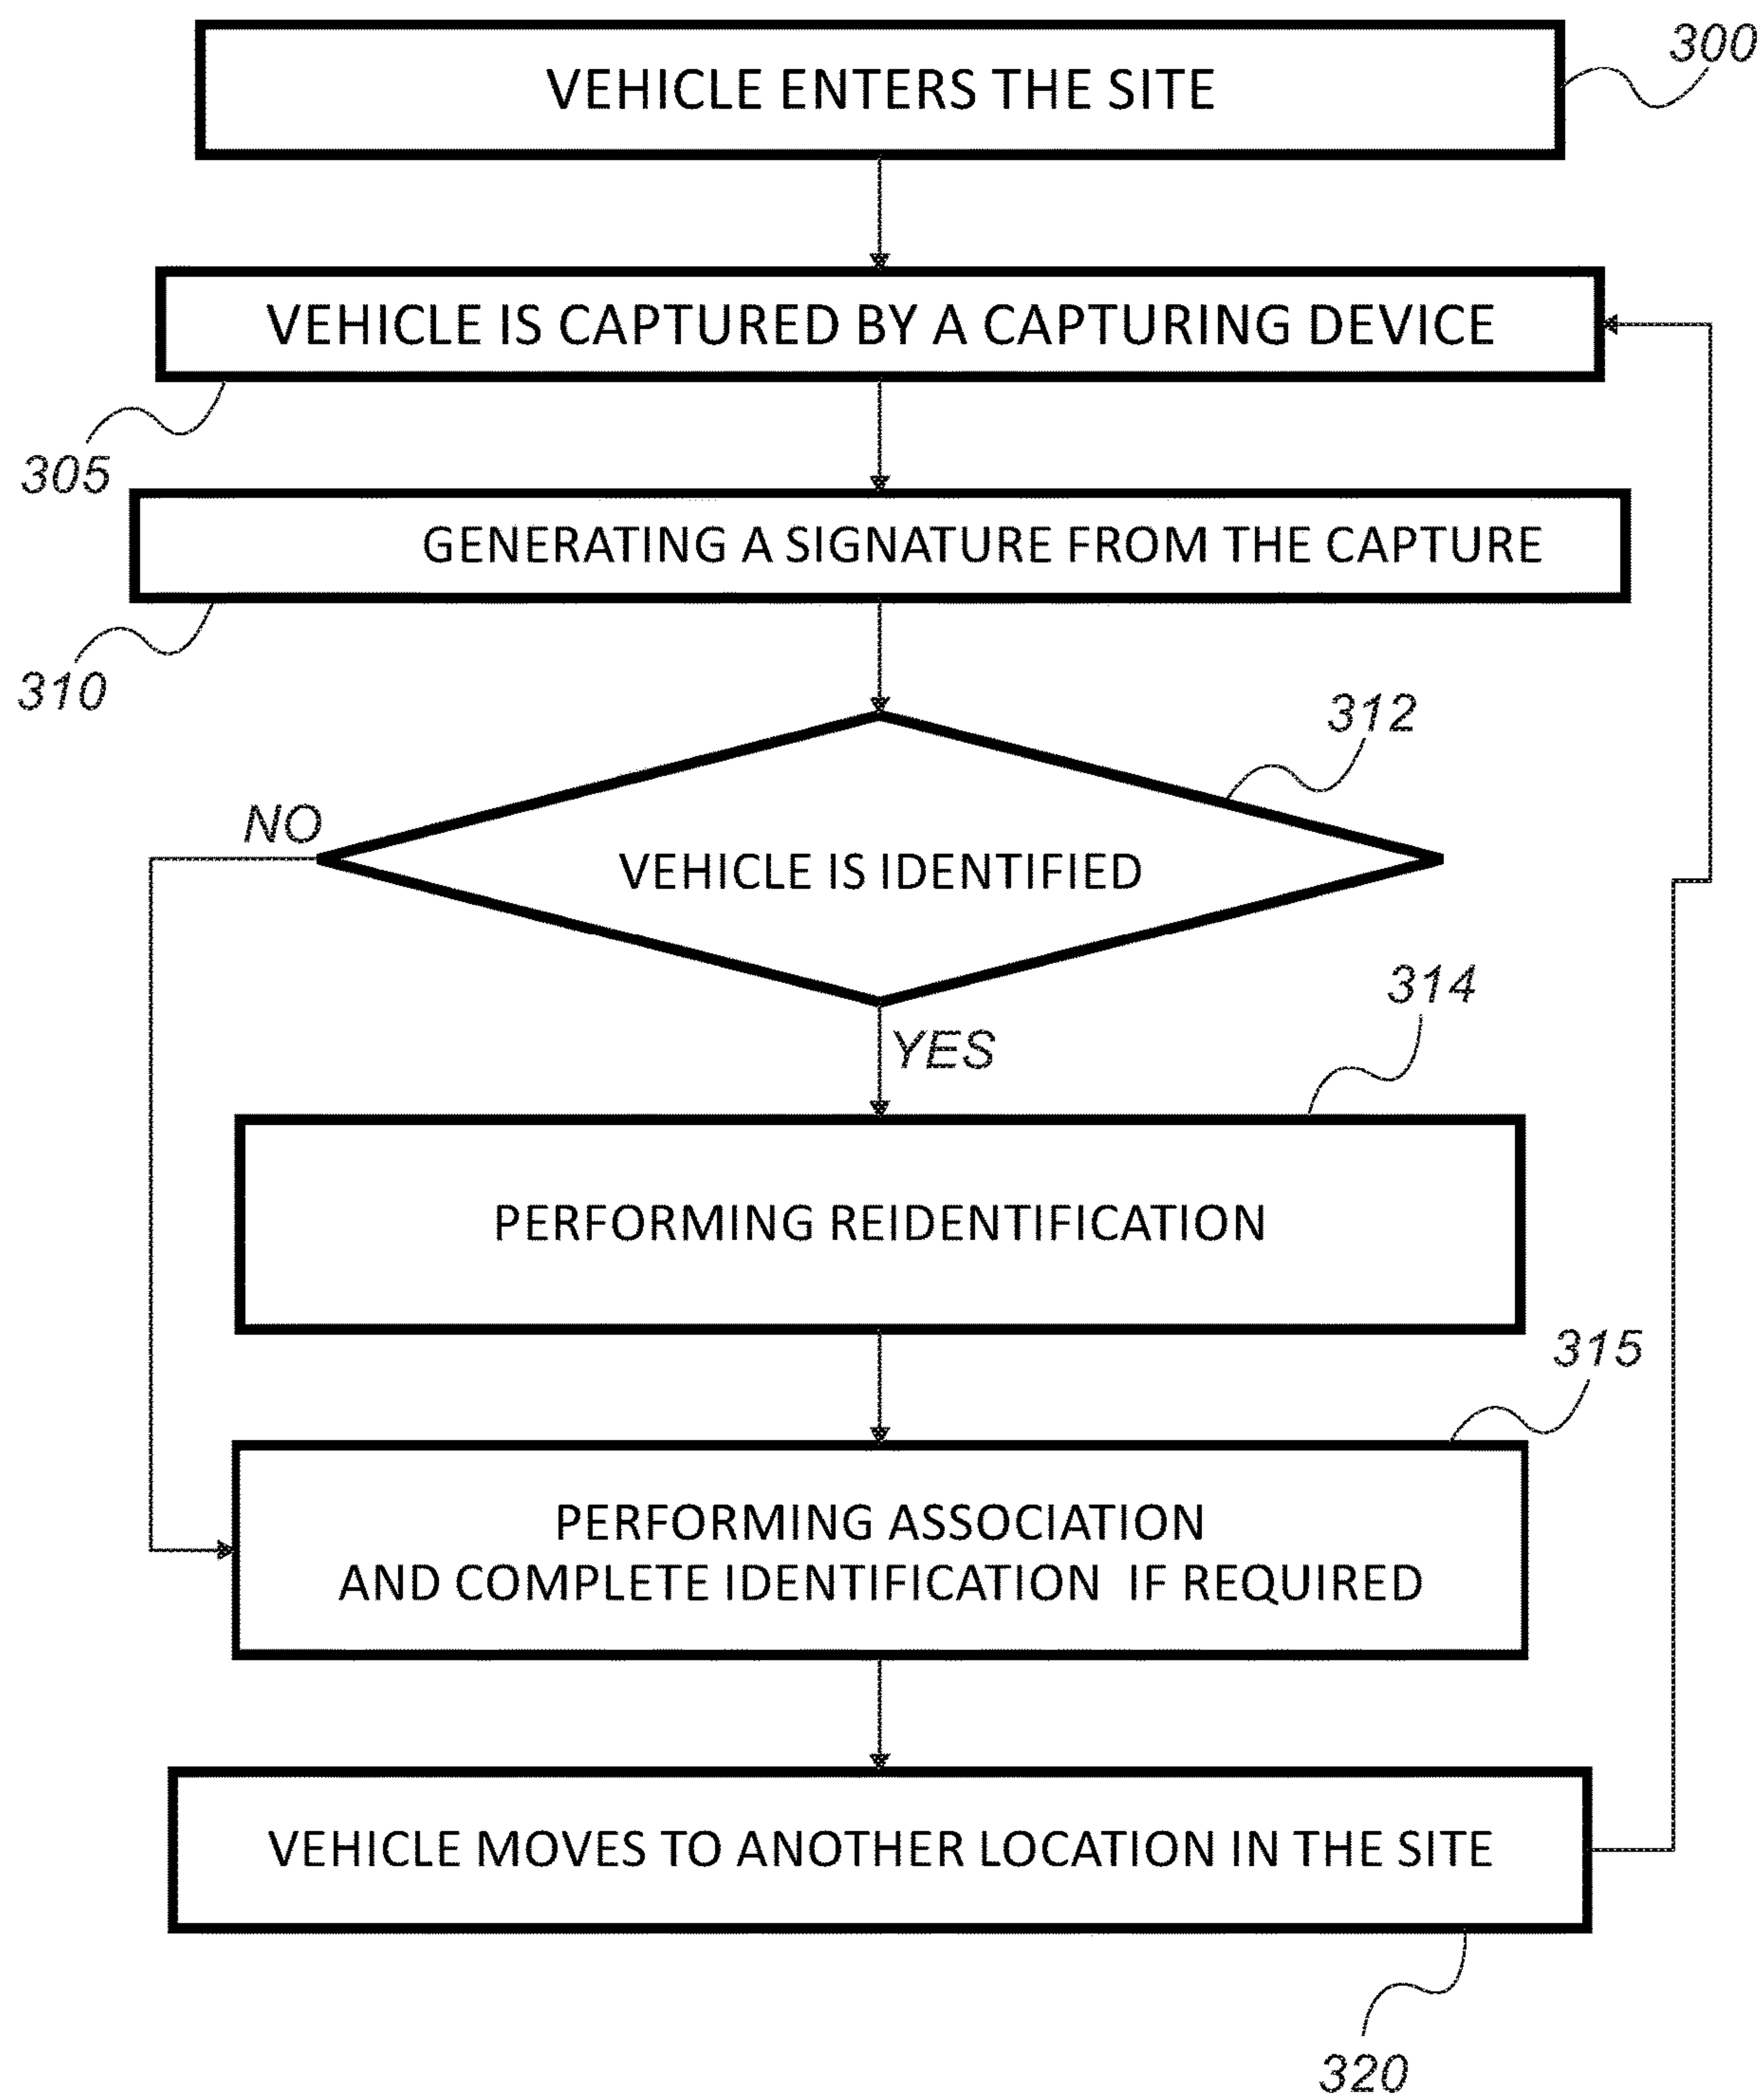 300
VEHICLE ENTERS THE SITE
VEHICLE IS CAPTURED BY A CAPTURING DEVICE
305
GENERATING A SIGNATURE FROM THE CAPTURE
310
312
NO
VEHICLE IS IDENTIFIED
314
YES
PERFORMING REIDENTIFICATION
315
PERFORMING ASSOCIATION
AND COMPLETE IDENTIFICATION IF REQUIRED
VEHICLE MOVES TO ANOTHER LOCATION IN THE SITE
320